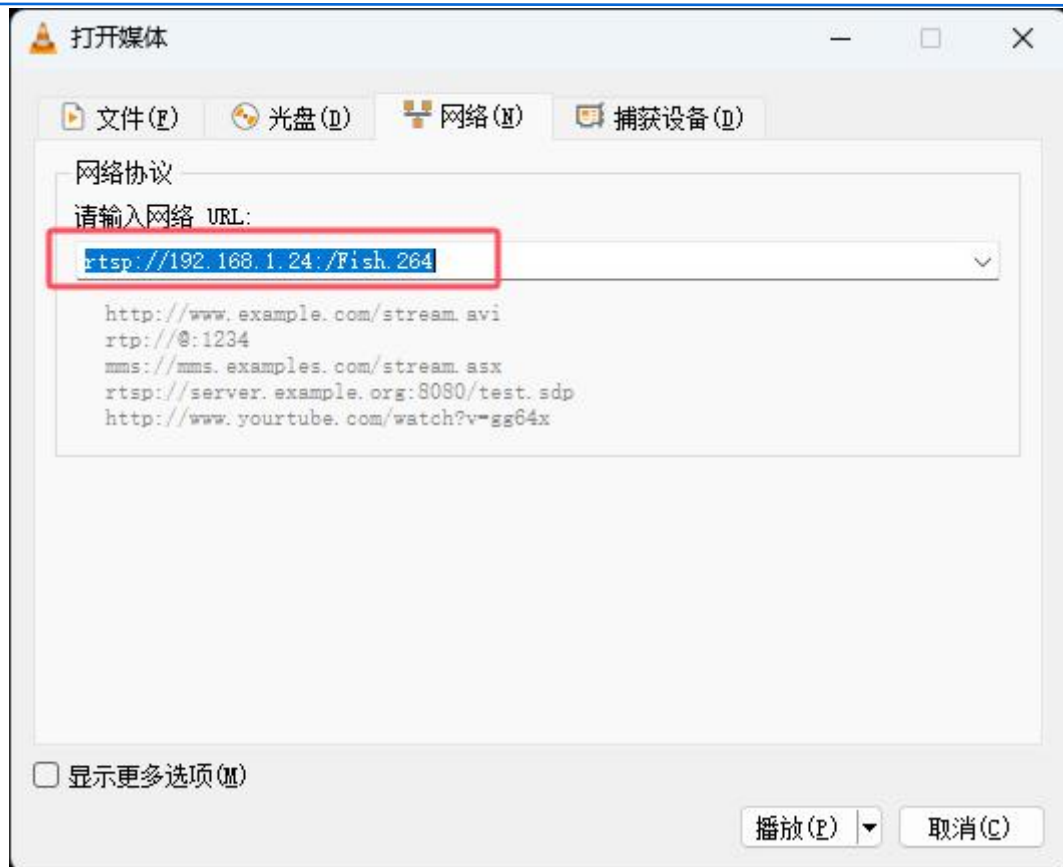 打开媒体
文件(F) 光盘(D) 网络(N) 捕获设备(D)
网络协议
请输入网络 URL:
rtsp://192.168.1.24:/Fish.264
http://www.example.com/stream.avi
rtp://@:1234
mms://mms.examples.com/stream.asx
rtsp://server.example.org:8080/test.sdp
http://www.yourtube.com/watch?v=gg64x
显示更多选项(M)
播放(P) 取消(C)